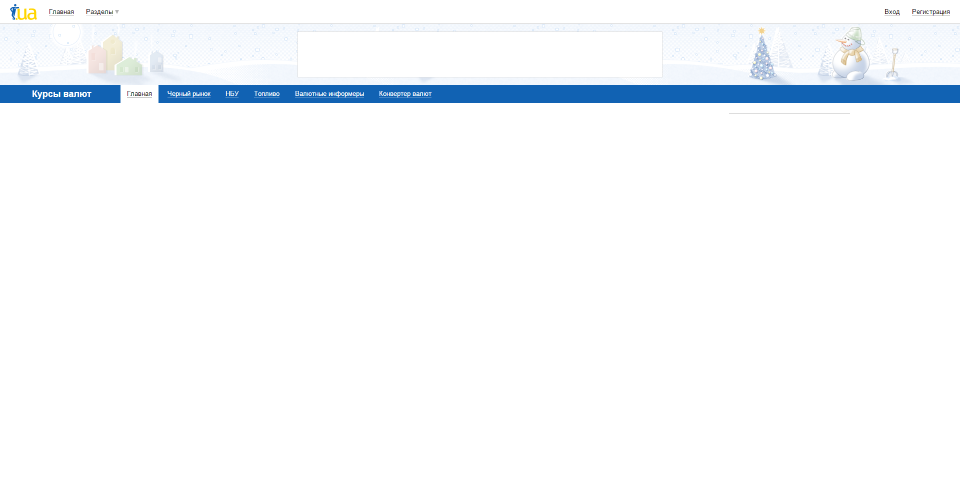 i.ua Главная Разделы ▼ Вход Регистрация
Курсы валют Главная Черный рынок НБУ Топливо Валютные информеры Конвертер валют